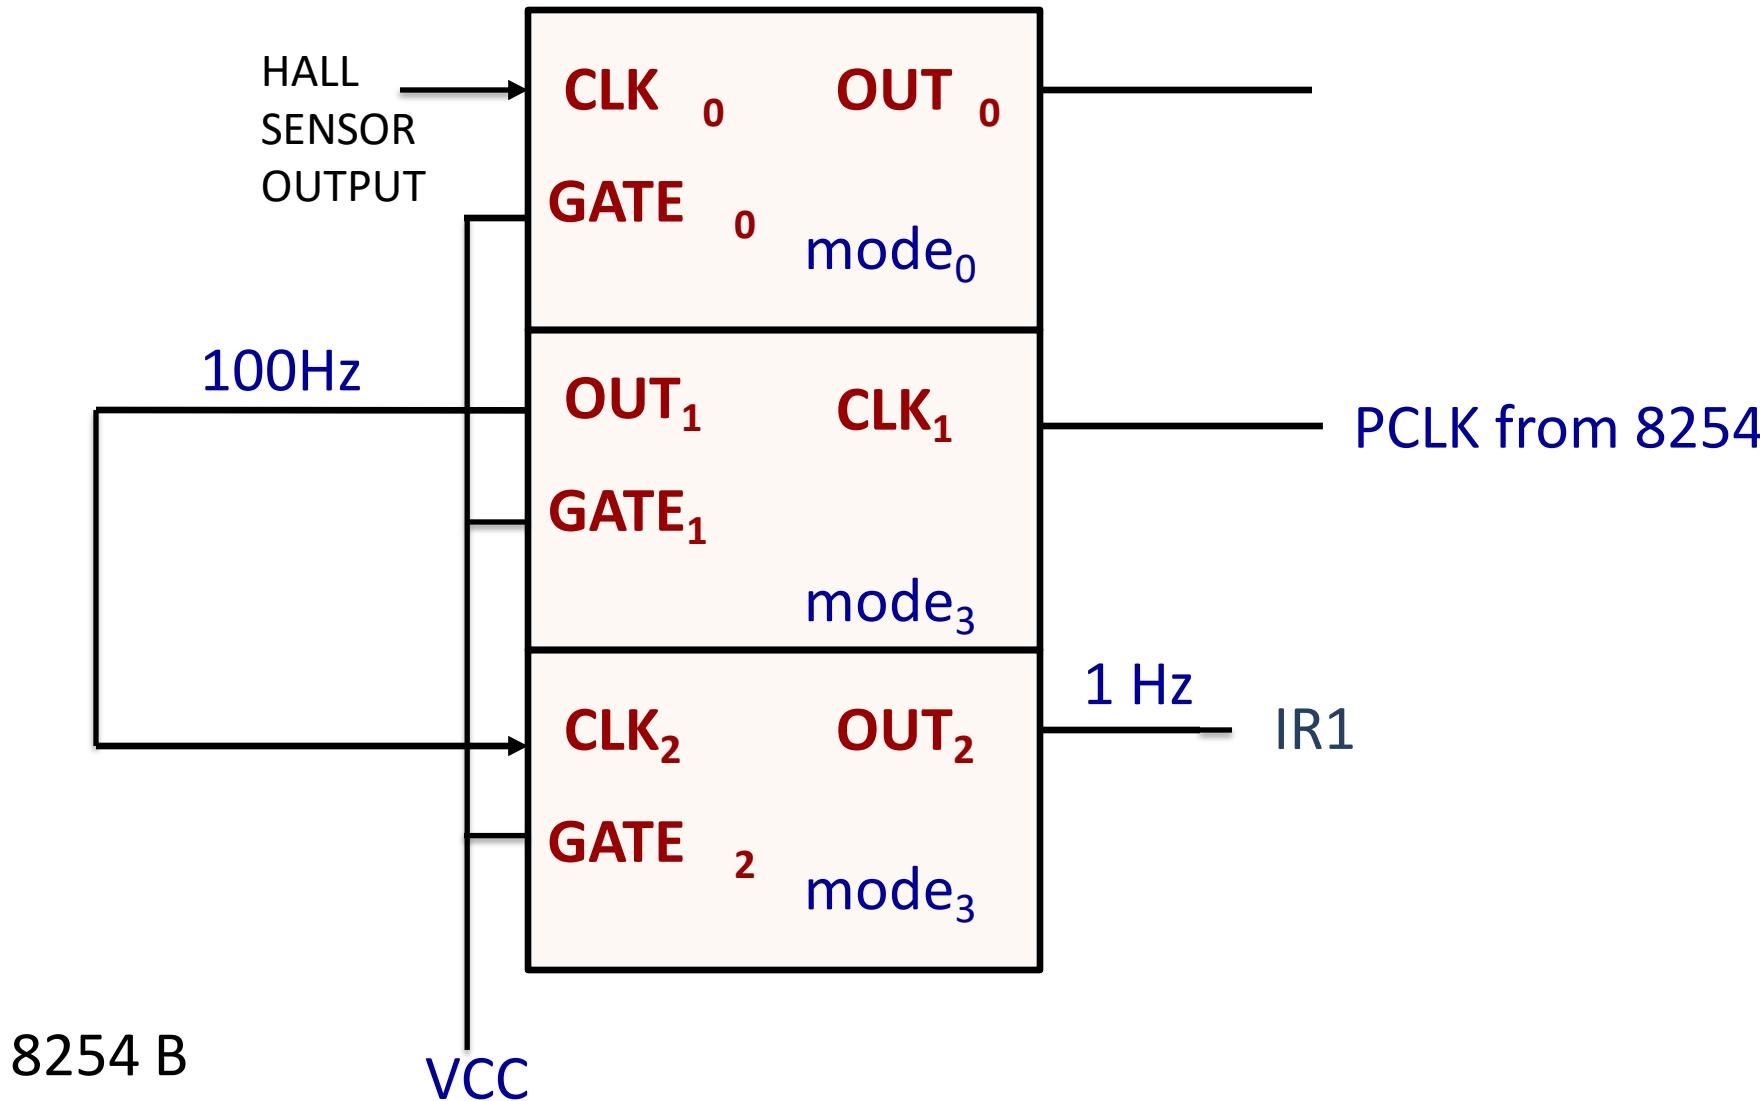 HALL
SENSOR
OUTPUT
CLK 0
OUT 0
GATE 0
mode0
100Hz
OUT1
CLK1
PCLK from 8254
GATE1
mode3
1 Hz
CLK2
OUT2
IR1
GATE 2
mode3
8254 B
VCC